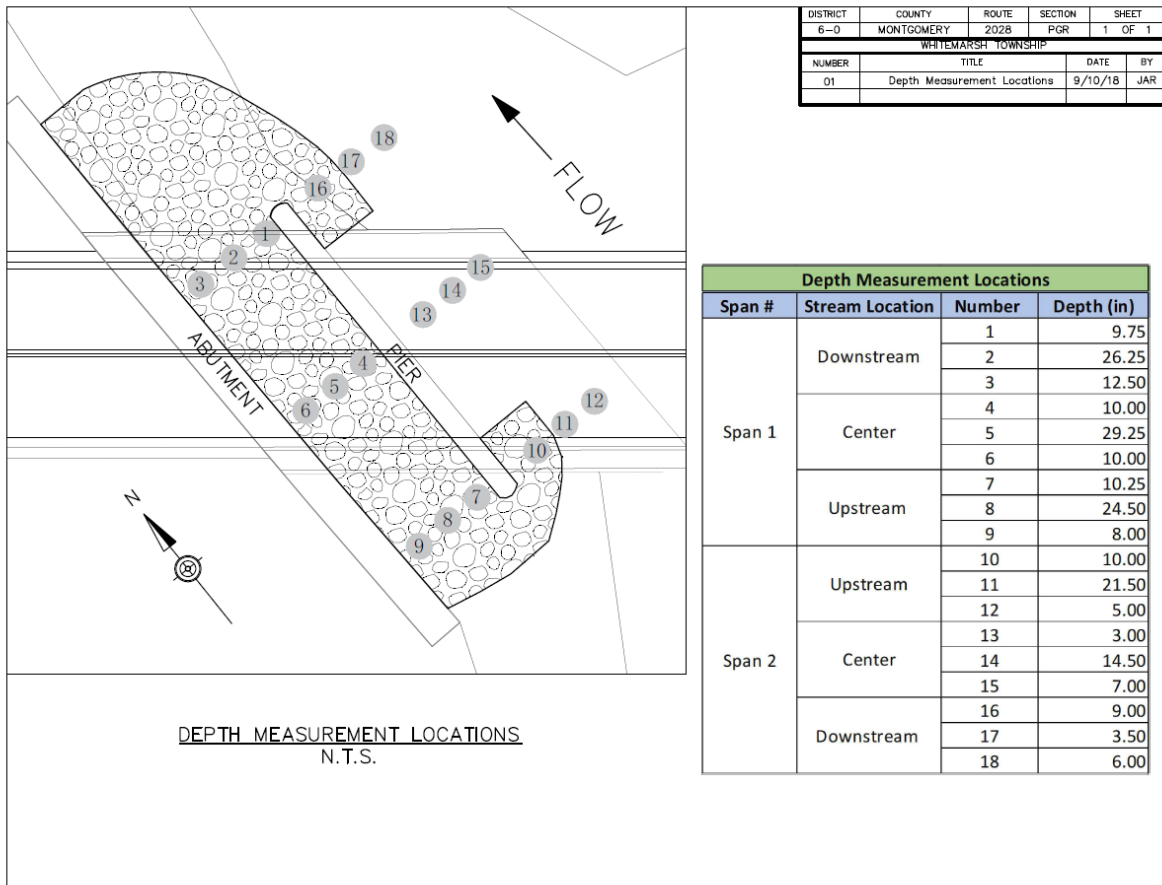 DISTRICT COUNTY ROUTE SECTION SHEET
6-0 MONTGOMERY 2028 PGR 1 OF 1
WHITEMARSH TOWNSHIP
NUMBER TITLE DATE BY
01 Depth Measurement Locations 9/10/18 JAR
18
17
16
FLOW
1
2
3
15
14
13
ABUTMENT
PIER
4
5
6
12
11
10
7
8
9
N
DEPTH MEASUREMENT LOCATIONS
N.T.S.
Depth Measurement Locations
Span # Stream Location Number Depth (in)
Span 1 Downstream 1 9.75
2 26.25
3 12.50
Center 4 10.00
5 29.25
6 10.00
Upstream 7 10.25
8 24.50
9 8.00
Span 2 Upstream 10 10.00
11 21.50
12 5.00
Center 13 3.00
14 14.50
15 7.00
Downstream 16 9.00
17 3.50
18 6.00